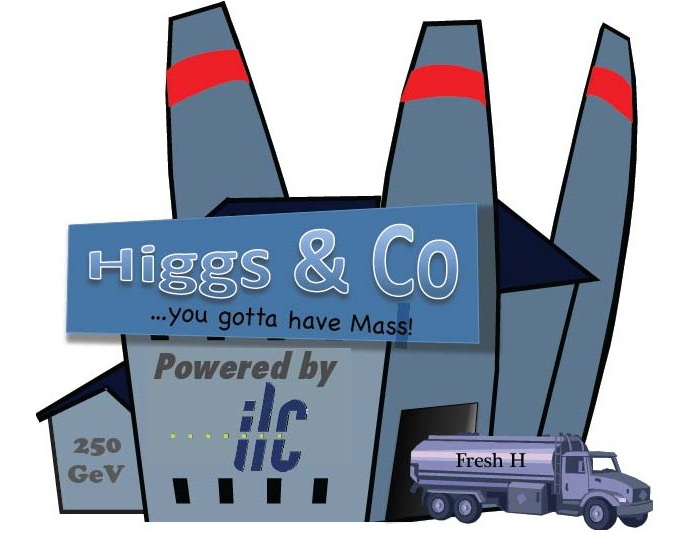 Higgs & Co
...you gotta have Mass!
Powered by
ilc
250
GeV
Fresh H